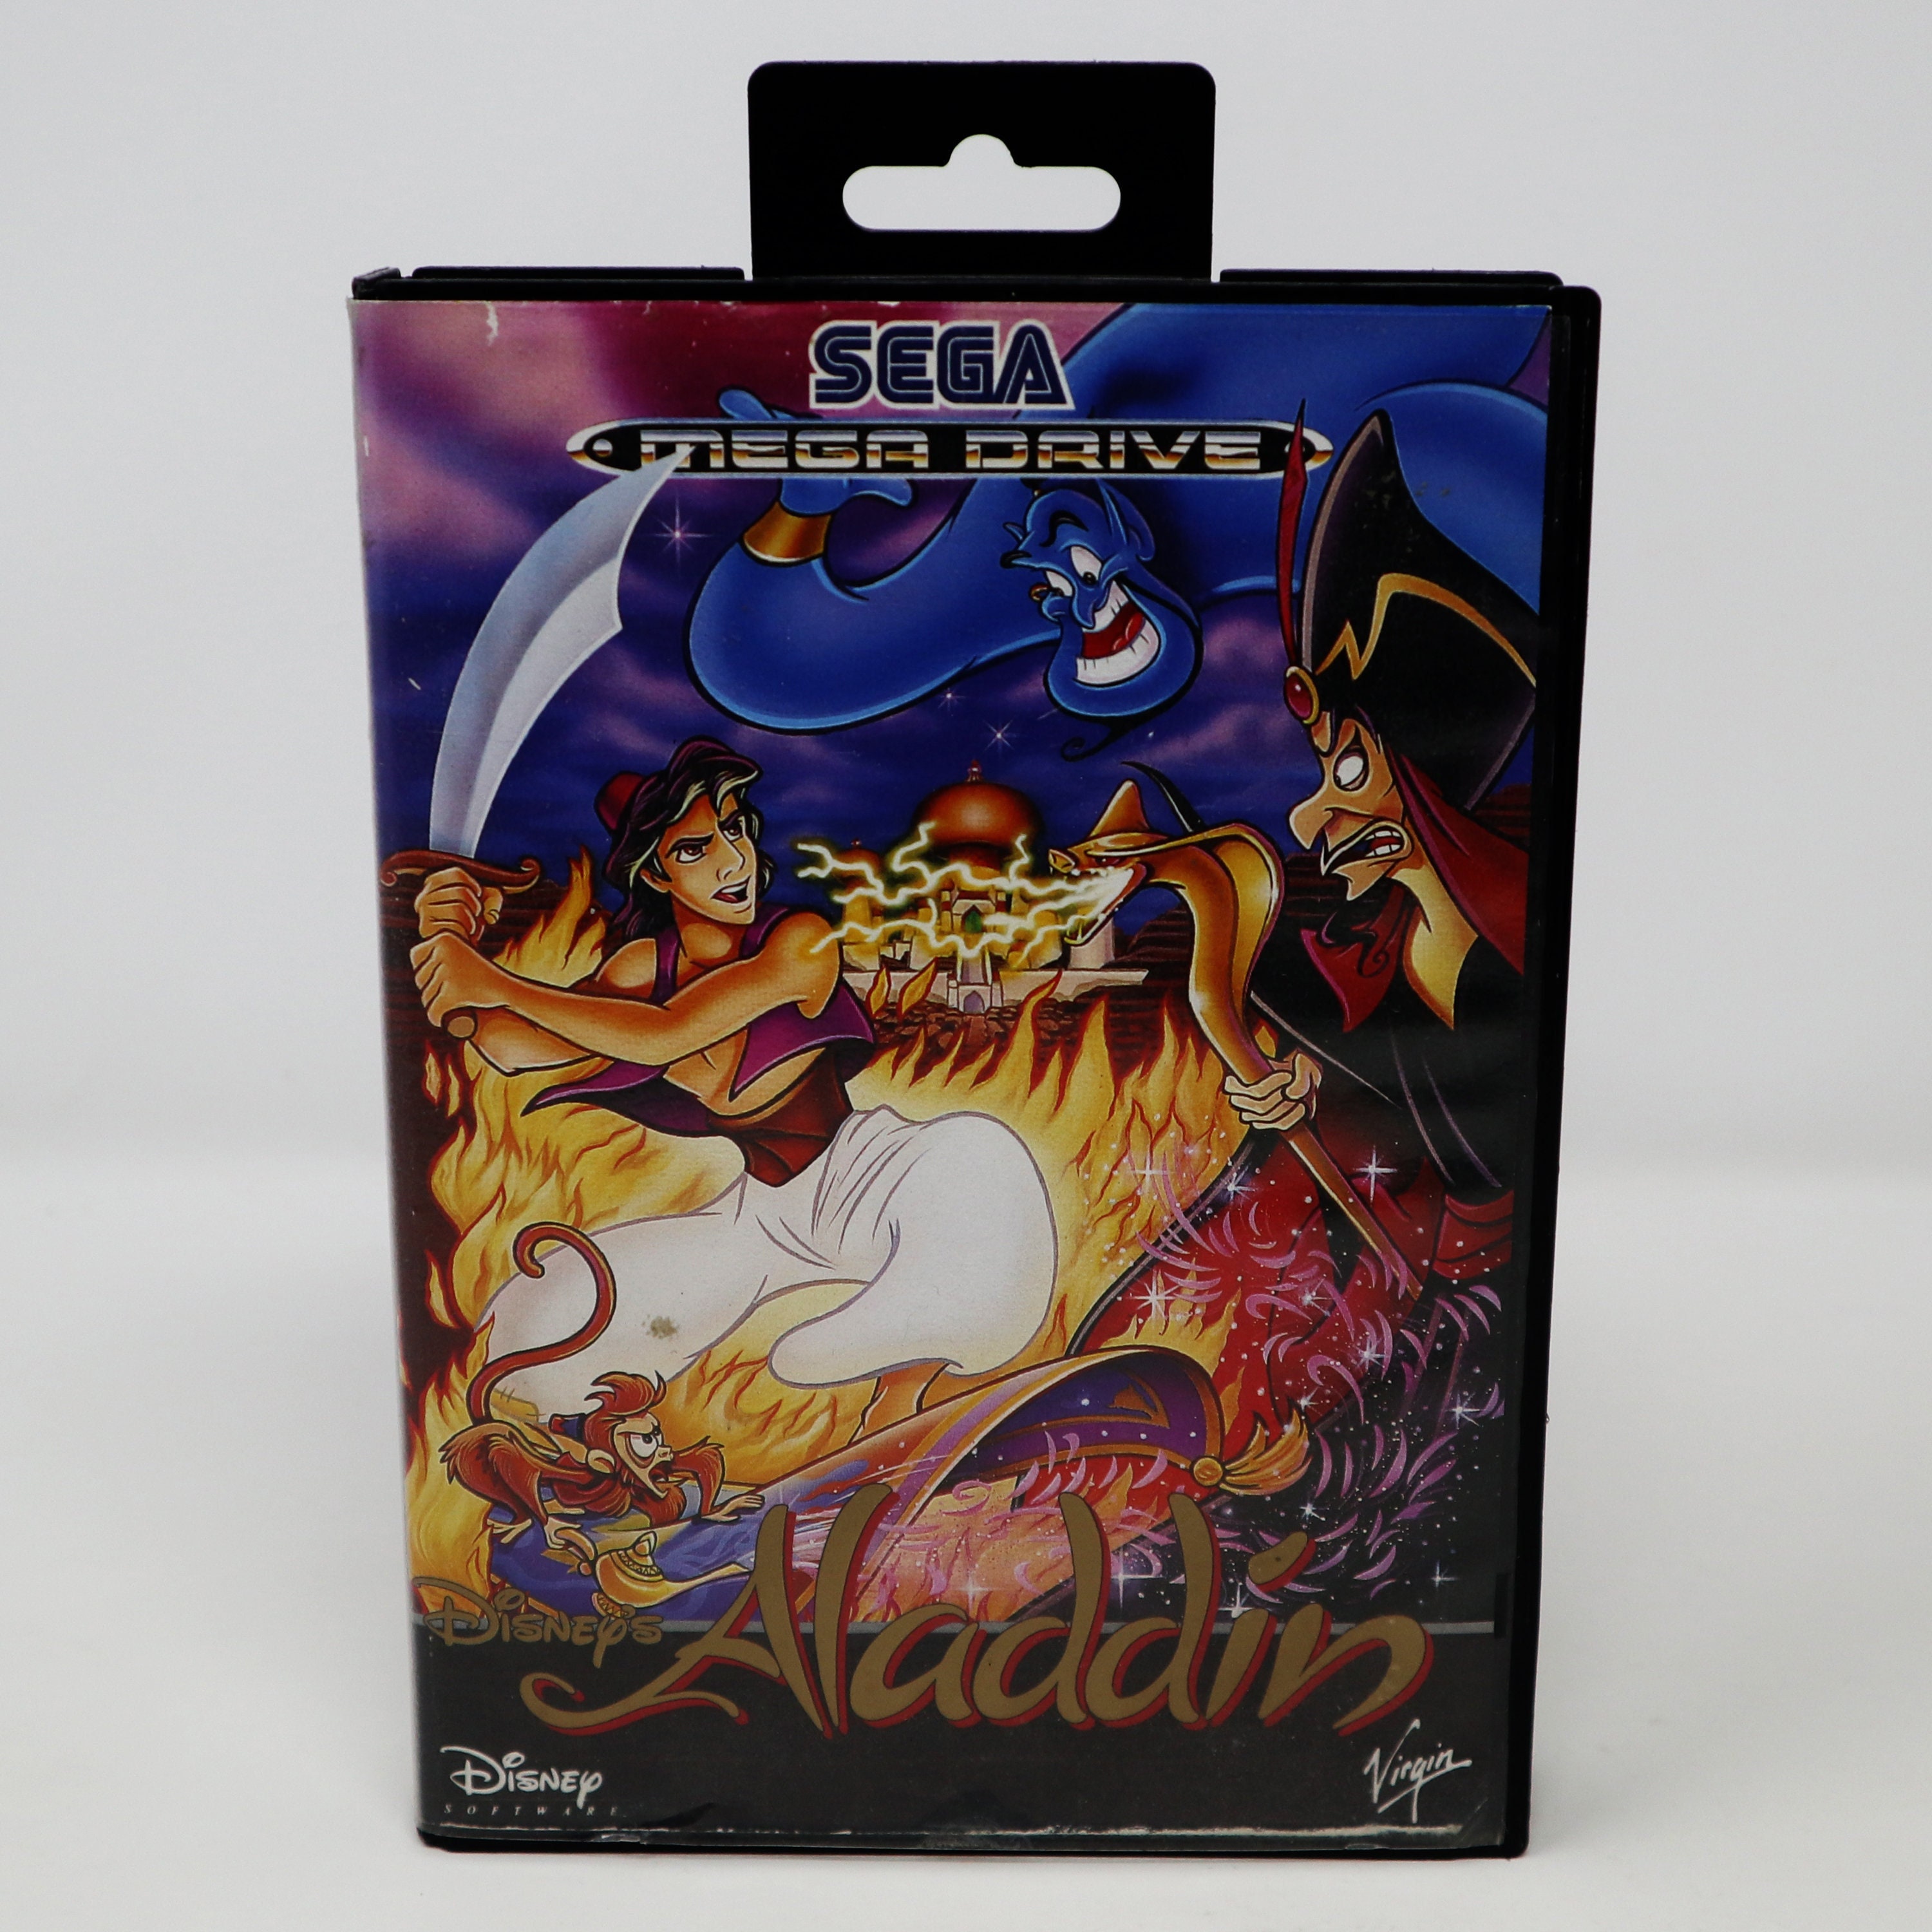 SEGA
MEGA DRIVE
DISNEY'S Aladdin
DISNEY
SOFTWARE
Virgin